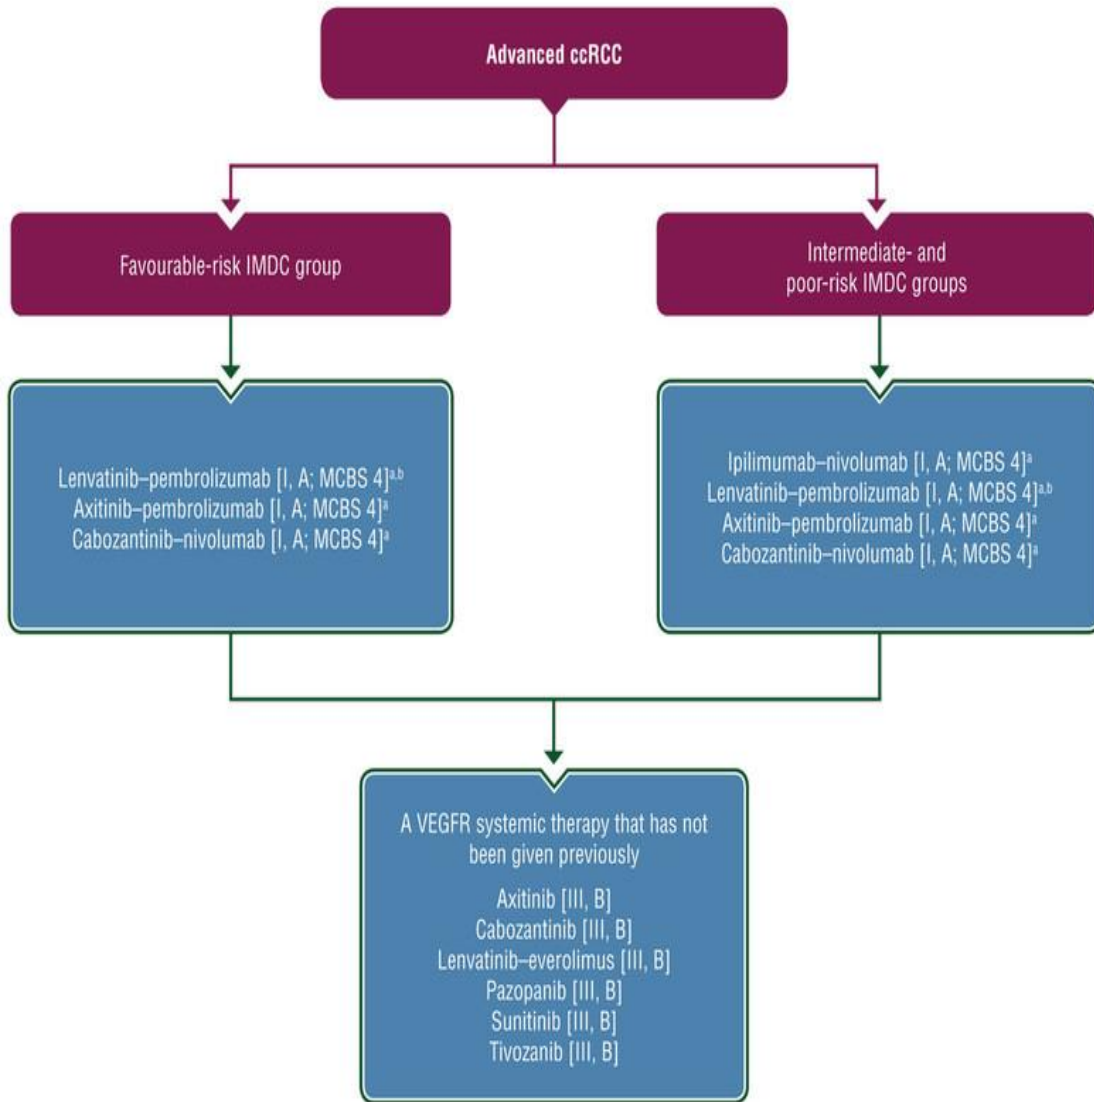 Advanced ccRCC
Favourable-risk IMDC group
Intermediate- and
poor-risk IMDC groups
Lenvatinib–pembrolizumab [I, A; MCBS 4]ᵃ,ᵇ
Axitinib–pembrolizumab [I, A; MCBS 4]ᵃ
Cabozantinib–nivolumab [I, A; MCBS 4]ᵃ
Ipilimumab–nivolumab [I, A; MCBS 4]ᵃ
Lenvatinib–pembrolizumab [I, A; MCBS 4]ᵃ,ᵇ
Axitinib–pembrolizumab [I, A; MCBS 4]ᵃ
Cabozantinib–nivolumab [I, A; MCBS 4]ᵃ
A VEGFR systemic therapy that has not
been given previously
Axitinib [III, B]
Cabozantinib [III, B]
Lenvatinib–everolimus [III, B]
Pazopanib [III, B]
Sunitinib [III, B]
Tivozanib [III, B]